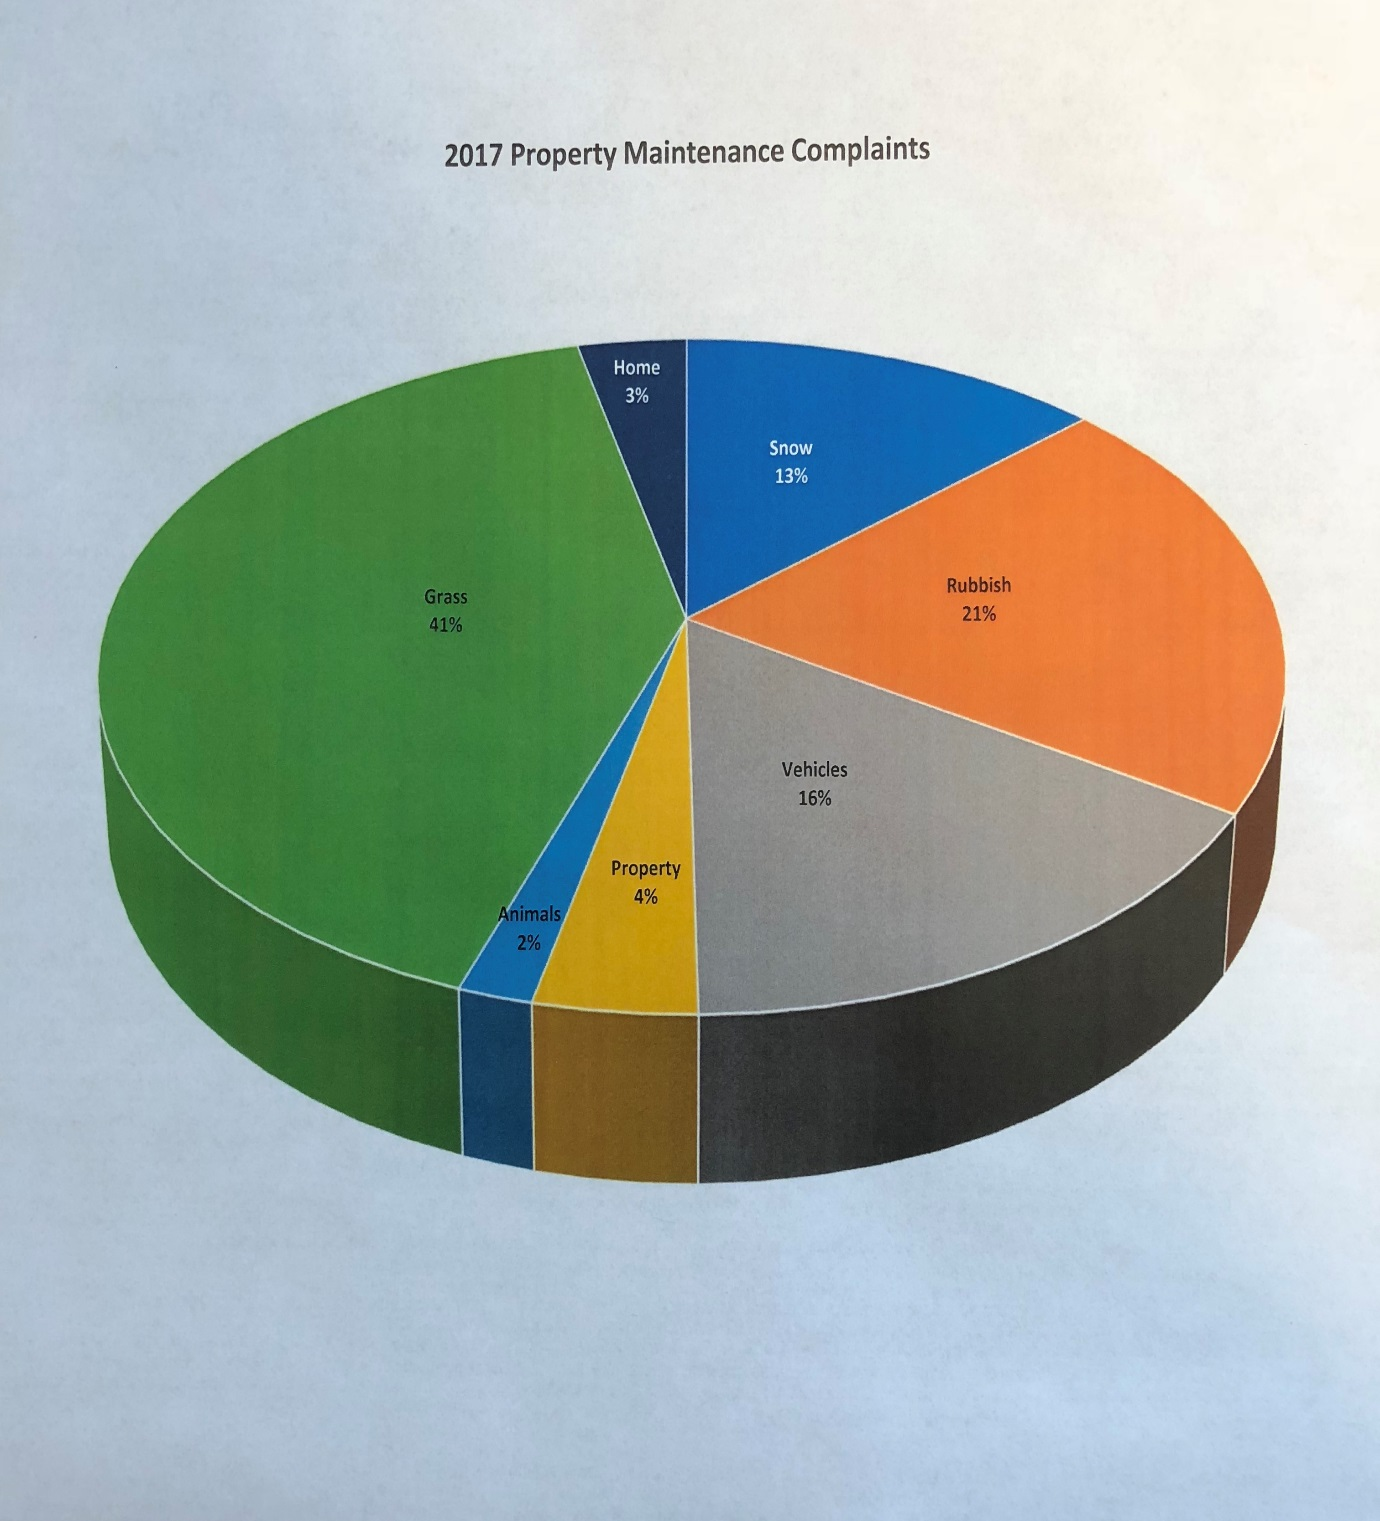 2017 Property Maintenance Complaints
Home
3%
Snow
13%
Rubbish
21%
Grass
41%
Vehicles
16%
Property
4%
Animals
2%